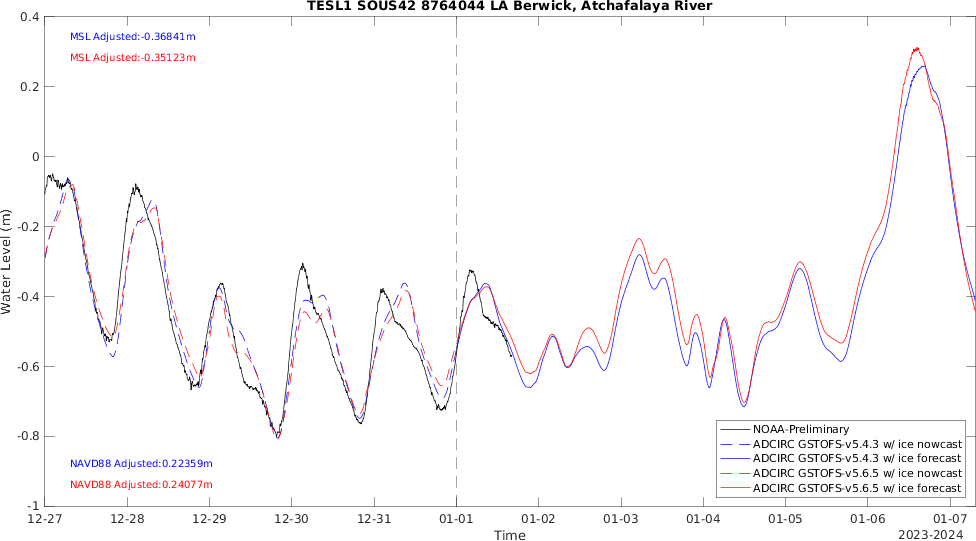 TESL1 SOUS42 8764044 LA Berwick, Atchafalaya River
MSL Adjusted:-0.36841m
MSL Adjusted:-0.35123m
0.4
0.2
0
-0.2
-0.4
-0.6
-0.8
-1
Water Level (m)
NAVD88 Adjusted:0.22359m
NAVD88 Adjusted:0.24077m
NOAA-Preliminary
ADCIRC GSTOFS-v5.4.3 w/ ice nowcast
ADCIRC GSTOFS-v5.4.3 w/ ice forecast
ADCIRC GSTOFS-v5.6.5 w/ ice nowcast
ADCIRC GSTOFS-v5.6.5 w/ ice forecast
12-27 12-28 12-29 12-30 12-31 01-01 01-02 01-03 01-04 01-05 01-06 01-07
Time
2023-2024